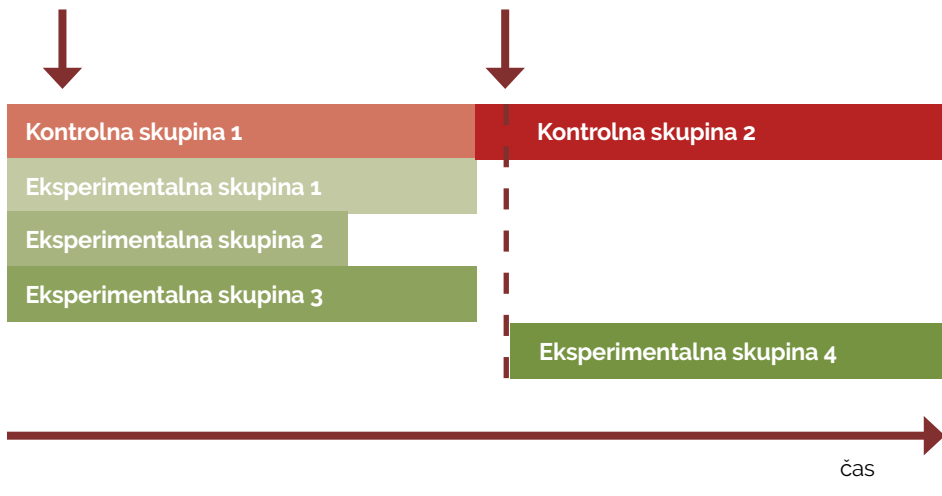 Kontrolna skupina 1
Kontrolna skupina 2
Eksperimentalna skupina 1
Eksperimentalna skupina 2
Eksperimentalna skupina 3
Eksperimentalna skupina 4
čas